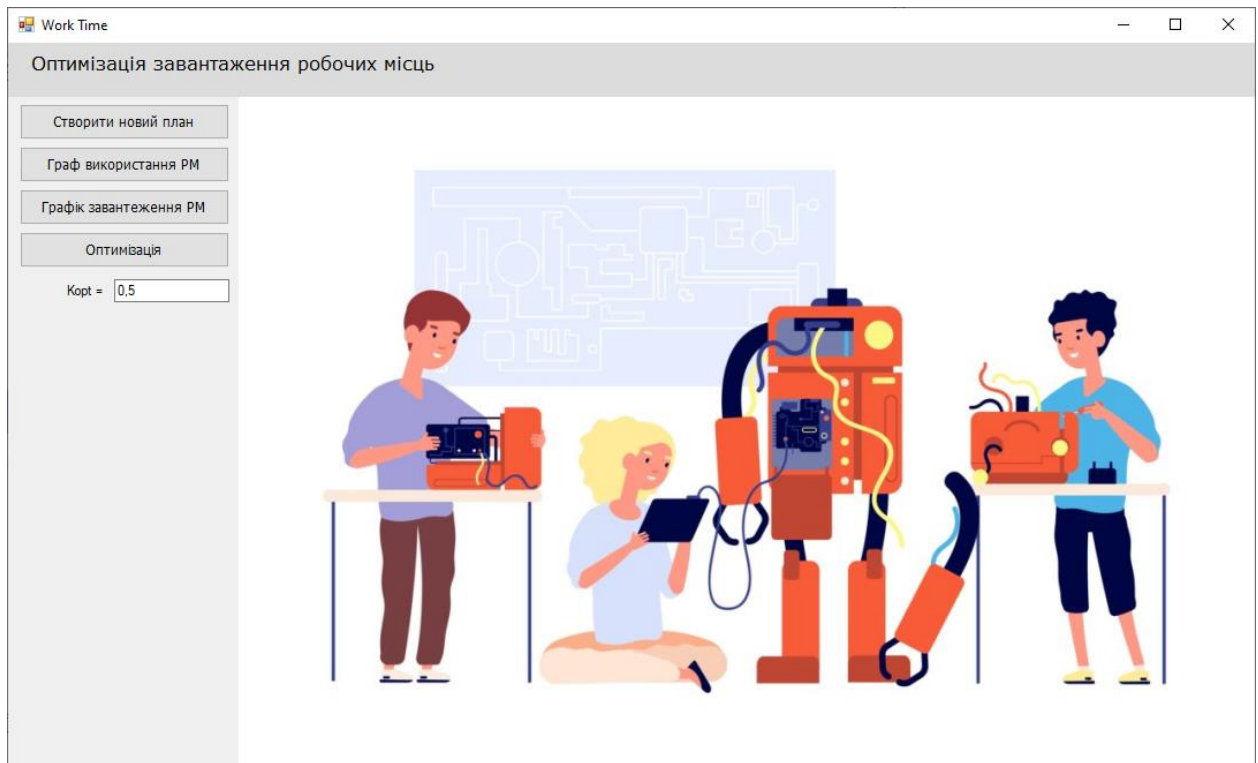 Work Time
Оптимізація завантаження робочих місць
Створити новий план
Граф використання РМ
Графік завантеження РМ
Оптимізація
Kopt = 0,5